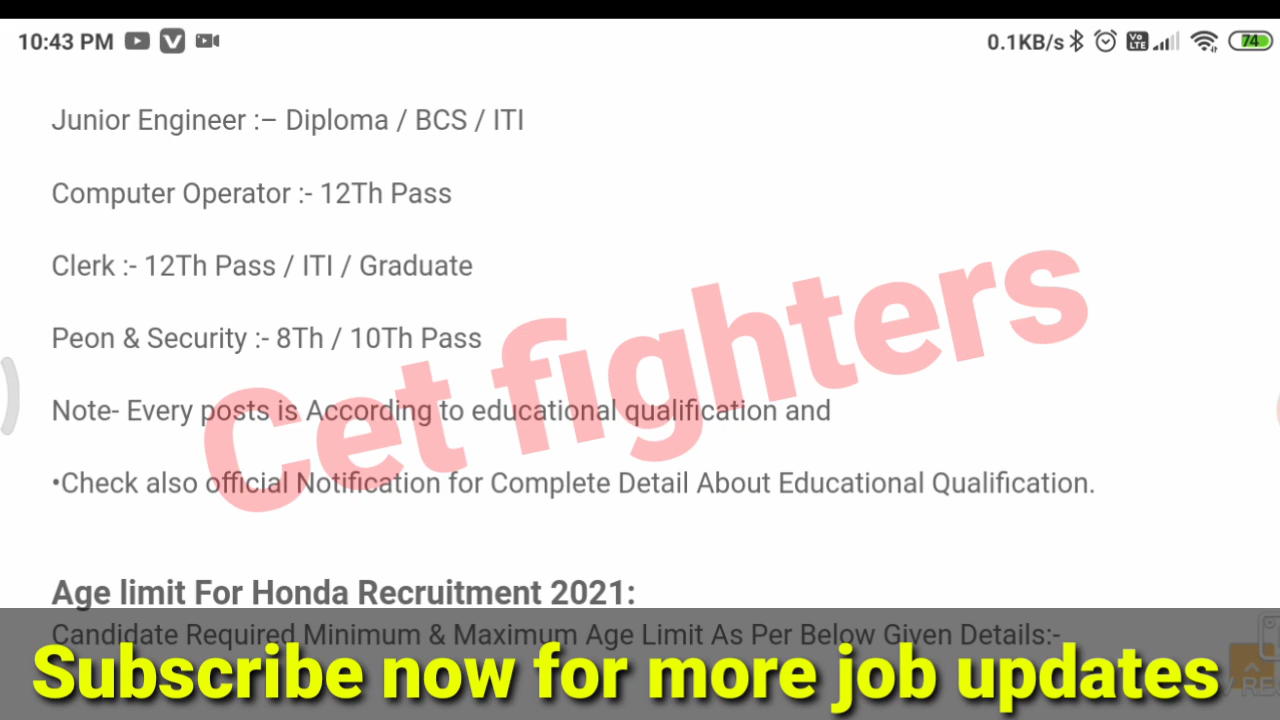 10:43 PM
0.1KB/s
Vo LTE
74
Junior Engineer :– Diploma / BCS / ITI
Computer Operator :- 12Th Pass
Clerk :- 12Th Pass / ITI / Graduate
Peon & Security :- 8Th / 10Th Pass
Cet fighters
Note- Every posts is According to educational qualification and
•Check also official Notification for Complete Detail About Educational Qualification.
Age limit For Honda Recruitment 2021:
Candidate Required Minimum & Maximum Age Limit As Per Below Given Details:-
Subscribe now for more job updates